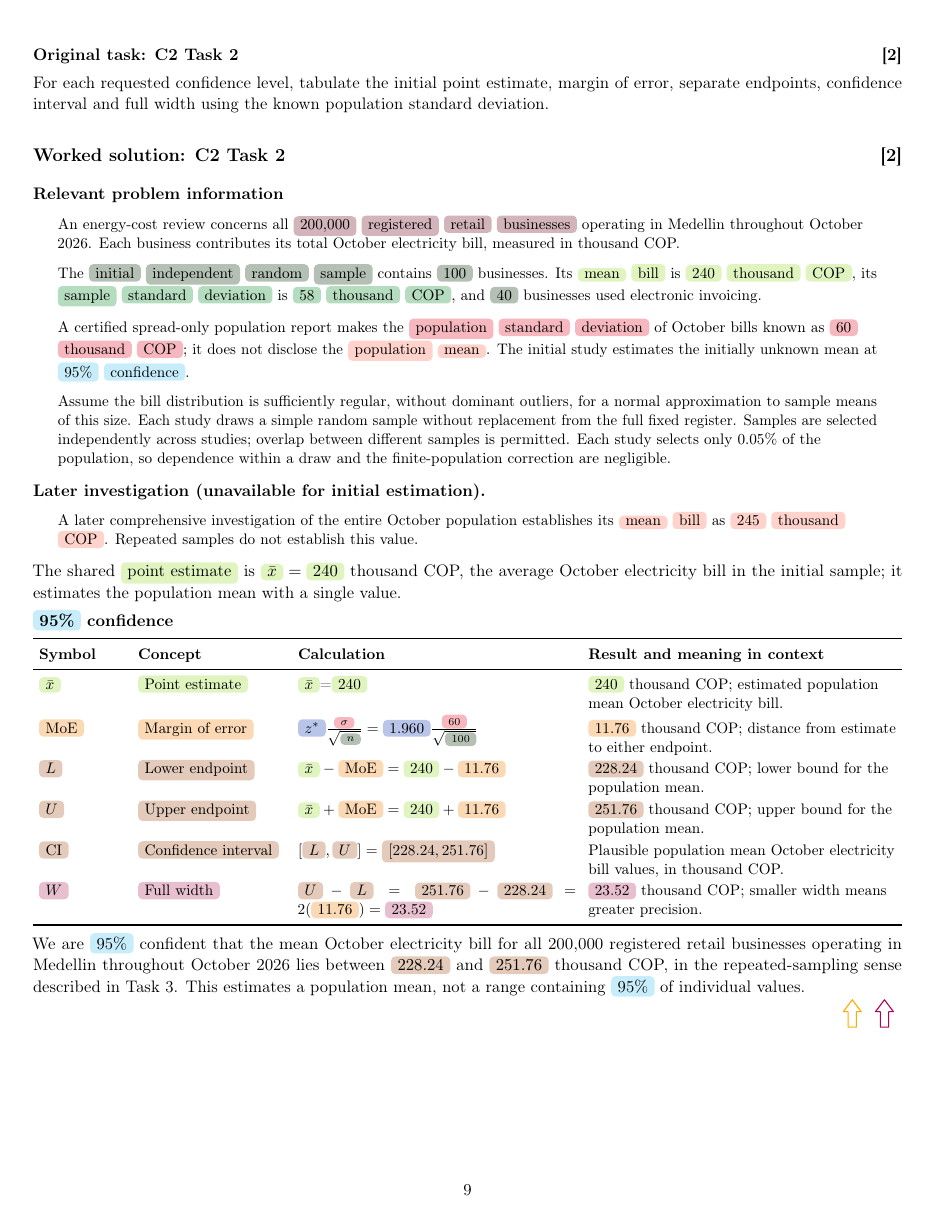 Original task: C2 Task 2 [2]
For each requested confidence level, tabulate the initial point estimate, margin of error, separate endpoints, confidence
interval and full width using the known population standard deviation.
Worked solution: C2 Task 2 [2]
Relevant problem information
An energy-cost review concerns all 200,000 registered retail businesses operating in Medellin throughout October
2026. Each business contributes its total October electricity bill, measured in thousand COP.
The initial independent random sample contains 100 businesses. Its mean bill is 240 thousand COP, its
sample standard deviation is 58 thousand COP, and 40 businesses used electronic invoicing.
A certified spread-only population report makes the population standard deviation of October bills known as 60
thousand COP; it does not disclose the population mean. The initial study estimates the initially unknown mean at
95% confidence.
Assume the bill distribution is sufficiently regular, without dominant outliers, for a normal approximation to sample means
of this size. Each study draws a simple random sample without replacement from the full fixed register. Samples are selected
independently across studies; overlap between different samples is permitted. Each study selects only 0.05% of the
population, so dependence within a draw and the finite-population correction are negligible.
Later investigation (unavailable for initial estimation).
A later comprehensive investigation of the entire October population establishes its mean bill as 245 thousand
COP. Repeated samples do not establish this value.
The shared point estimate is x̄ = 240 thousand COP, the average October electricity bill in the initial sample; it
estimates the population mean with a single value.
95% confidence
Symbol Concept Calculation Result and meaning in context
x̄ Point estimate x̄ = 240 240 thousand COP; estimated population
mean October electricity bill.
MoE Margin of error z* σ/√n = 1.960 60/√100 11.76 thousand COP; distance from estimate
to either endpoint.
L Lower endpoint x̄ − MoE = 240 − 11.76 228.24 thousand COP; lower bound for the
population mean.
U Upper endpoint x̄ + MoE = 240 + 11.76 251.76 thousand COP; upper bound for the
population mean.
CI Confidence interval [L, U] = [228.24, 251.76] Plausible population mean October electricity
bill values, in thousand COP.
W Full width U − L = 251.76 − 228.24 = 23.52 thousand COP; smaller width means
2(11.76) = 23.52 greater precision.
We are 95% confident that the mean October electricity bill for all 200,000 registered retail businesses operating in
Medellin throughout October 2026 lies between 228.24 and 251.76 thousand COP, in the repeated-sampling sense
described in Task 3. This estimates a population mean, not a range containing 95% of individual values.
9